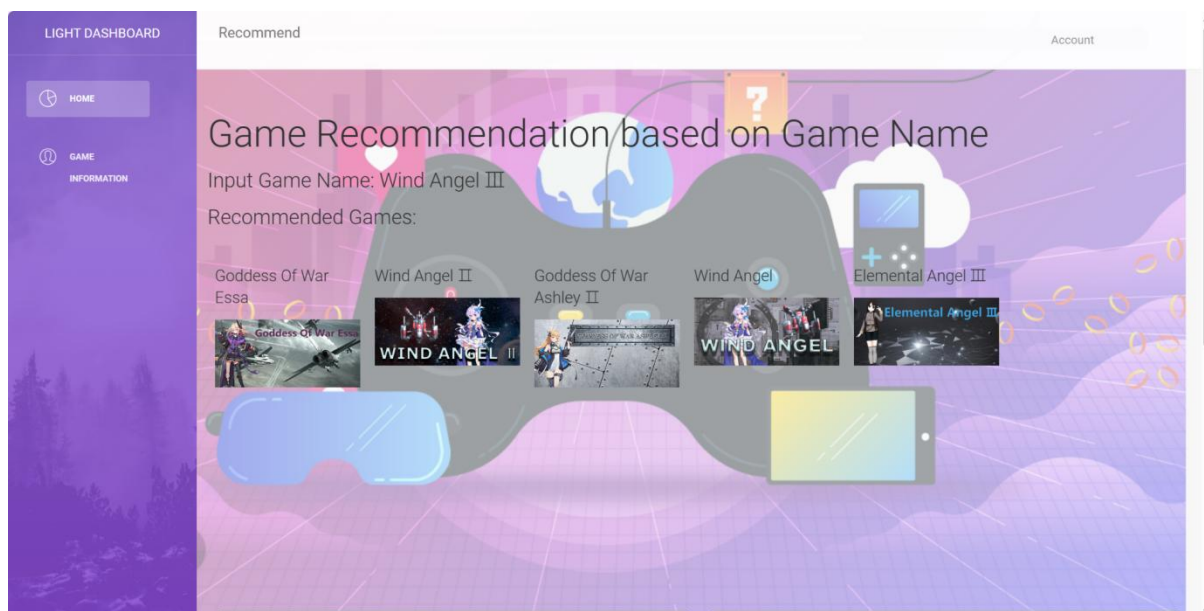 LIGHT DASHBOARD
Recommend
Account
HOME
GAME
INFORMATION
?
Game Recommendation based on Game Name
Input Game Name: Wind Angel Ⅲ
Recommended Games:
Goddess Of War
Essa
Wind Angel Ⅱ
Goddess Of War
Ashley Ⅱ
Wind Angel
Elemental Angel Ⅲ
Goddess Of War Essa
WIND ANGEL II
WIND ANGEL
Elemental Angel Ⅲ